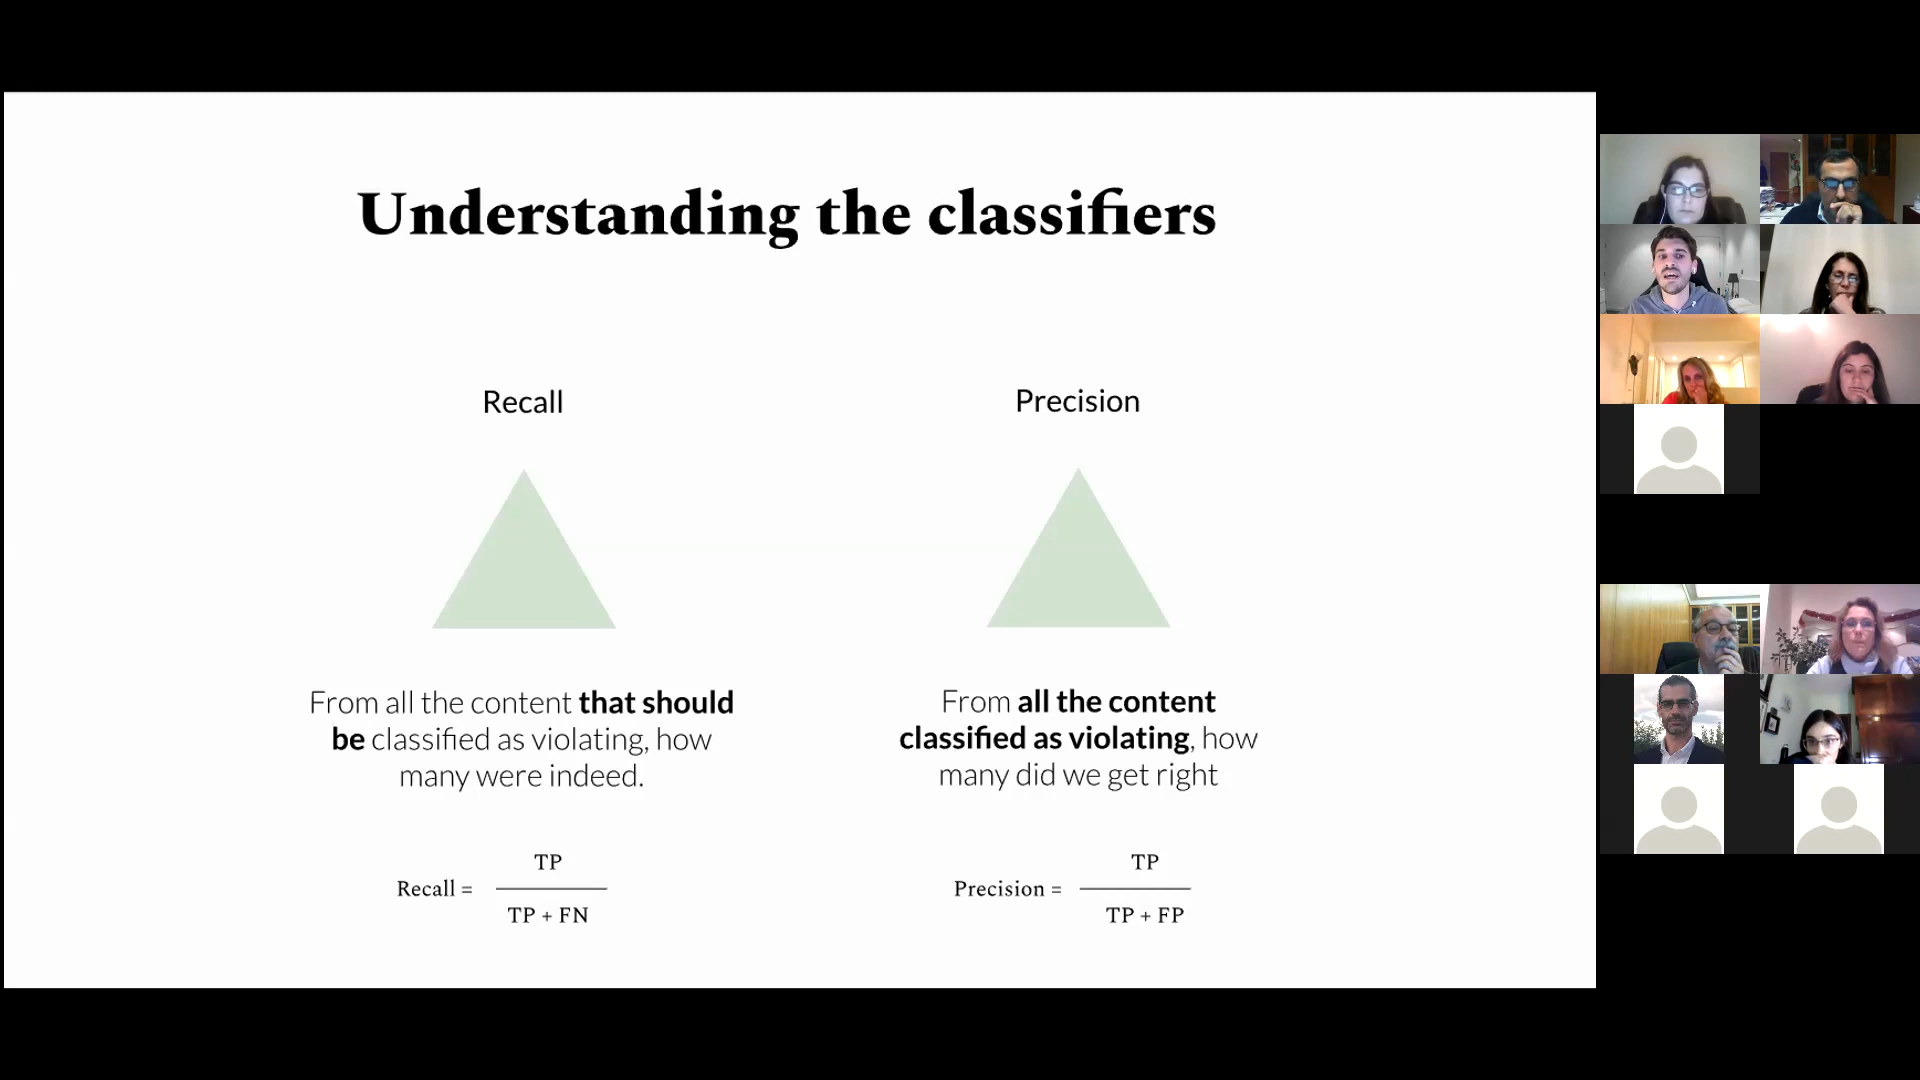 Understanding the classifiers
Recall
From all the content that should
be classified as violating, how
many were indeed.
Recall =
TP
TP + FN
Precision
From all the content
classified as violating, how
many did we get right
Precision =
TP
TP + FP